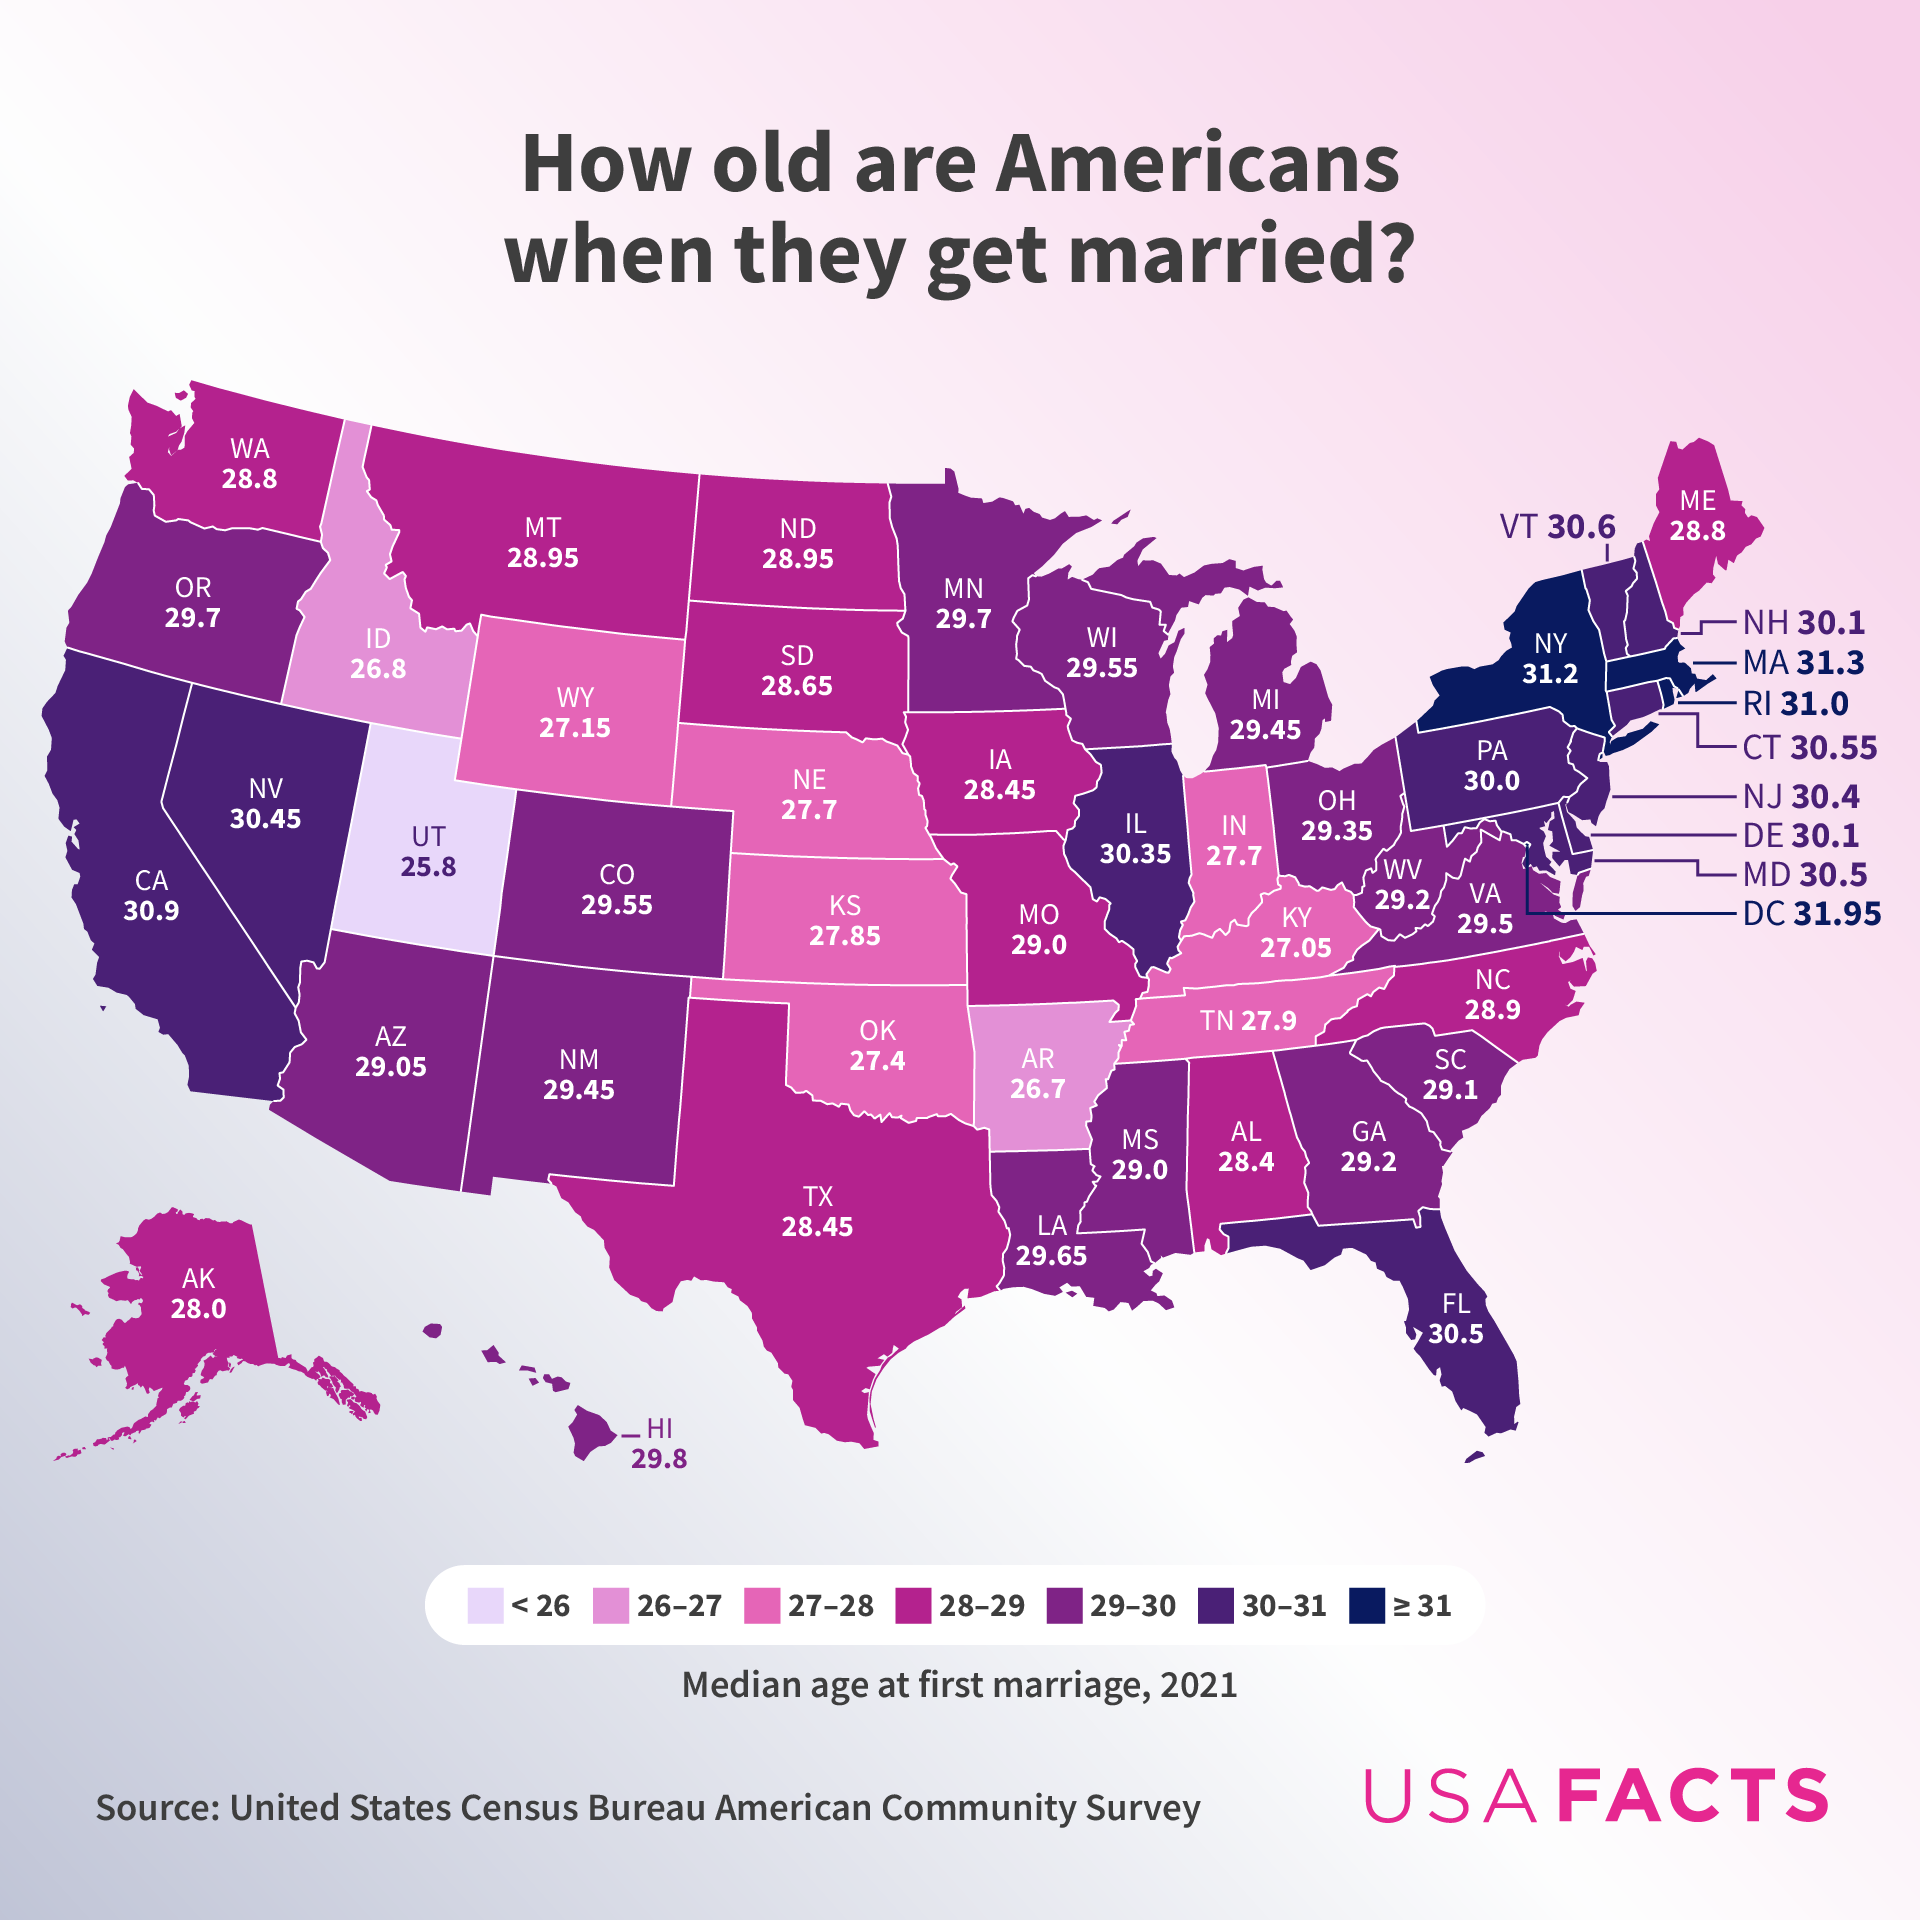 How old are Americans
when they get married?
WA
28.8
OR
29.7
ID
26.8
MT
28.95
ND
28.95
MN
29.7
WI
29.55
SD
28.65
WY
27.15
MI
29.45
VT 30.6
ME
28.8
NY
31.2
NH 30.1
MA 31.3
RI 31.0
CT 30.55
NJ 30.4
DE 30.1
MD 30.5
DC 31.95
PA
30.0
NV
30.45
UT
25.8
CA
30.9
CO
29.55
NE
27.7
IA
28.45
IL
30.35
IN
27.7
OH
29.35
WV
29.2
VA
29.5
KS
27.85
MO
29.0
KY
27.05
NC
28.9
TN 27.9
AZ
29.05
NM
29.45
OK
27.4
AR
26.7
SC
29.1
MS
29.0
AL
28.4
GA
29.2
TX
28.45
LA
29.65
FL
30.5
AK
28.0
HI
29.8
< 26 26–27 27–28 28–29 29–30 30–31 ≥ 31
Median age at first marriage, 2021
Source: United States Census Bureau American Community Survey
USAFACTS